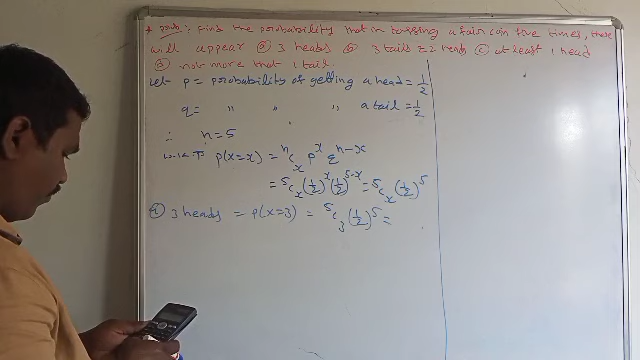 * prob: Find the probability that in tossing a fair coin five times, there
will appear ⓐ 3 heads ⓑ 3 tails & 2 heads ⓒ at least 1 head
ⓓ not more that 1 tail.
Let p = probability of getting a head = 1/2
q = " " " a tail = 1/2
∴ n = 5
W.K.T p(x=x) = ⁿCₓ pˣ qⁿ⁻ˣ
= ⁵Cₓ (1/2)ˣ (1/2)⁵⁻ˣ = ⁵Cₓ (1/2)⁵
ⓐ 3 heads = p(x=3) = ⁵C₃ (1/2)⁵ =